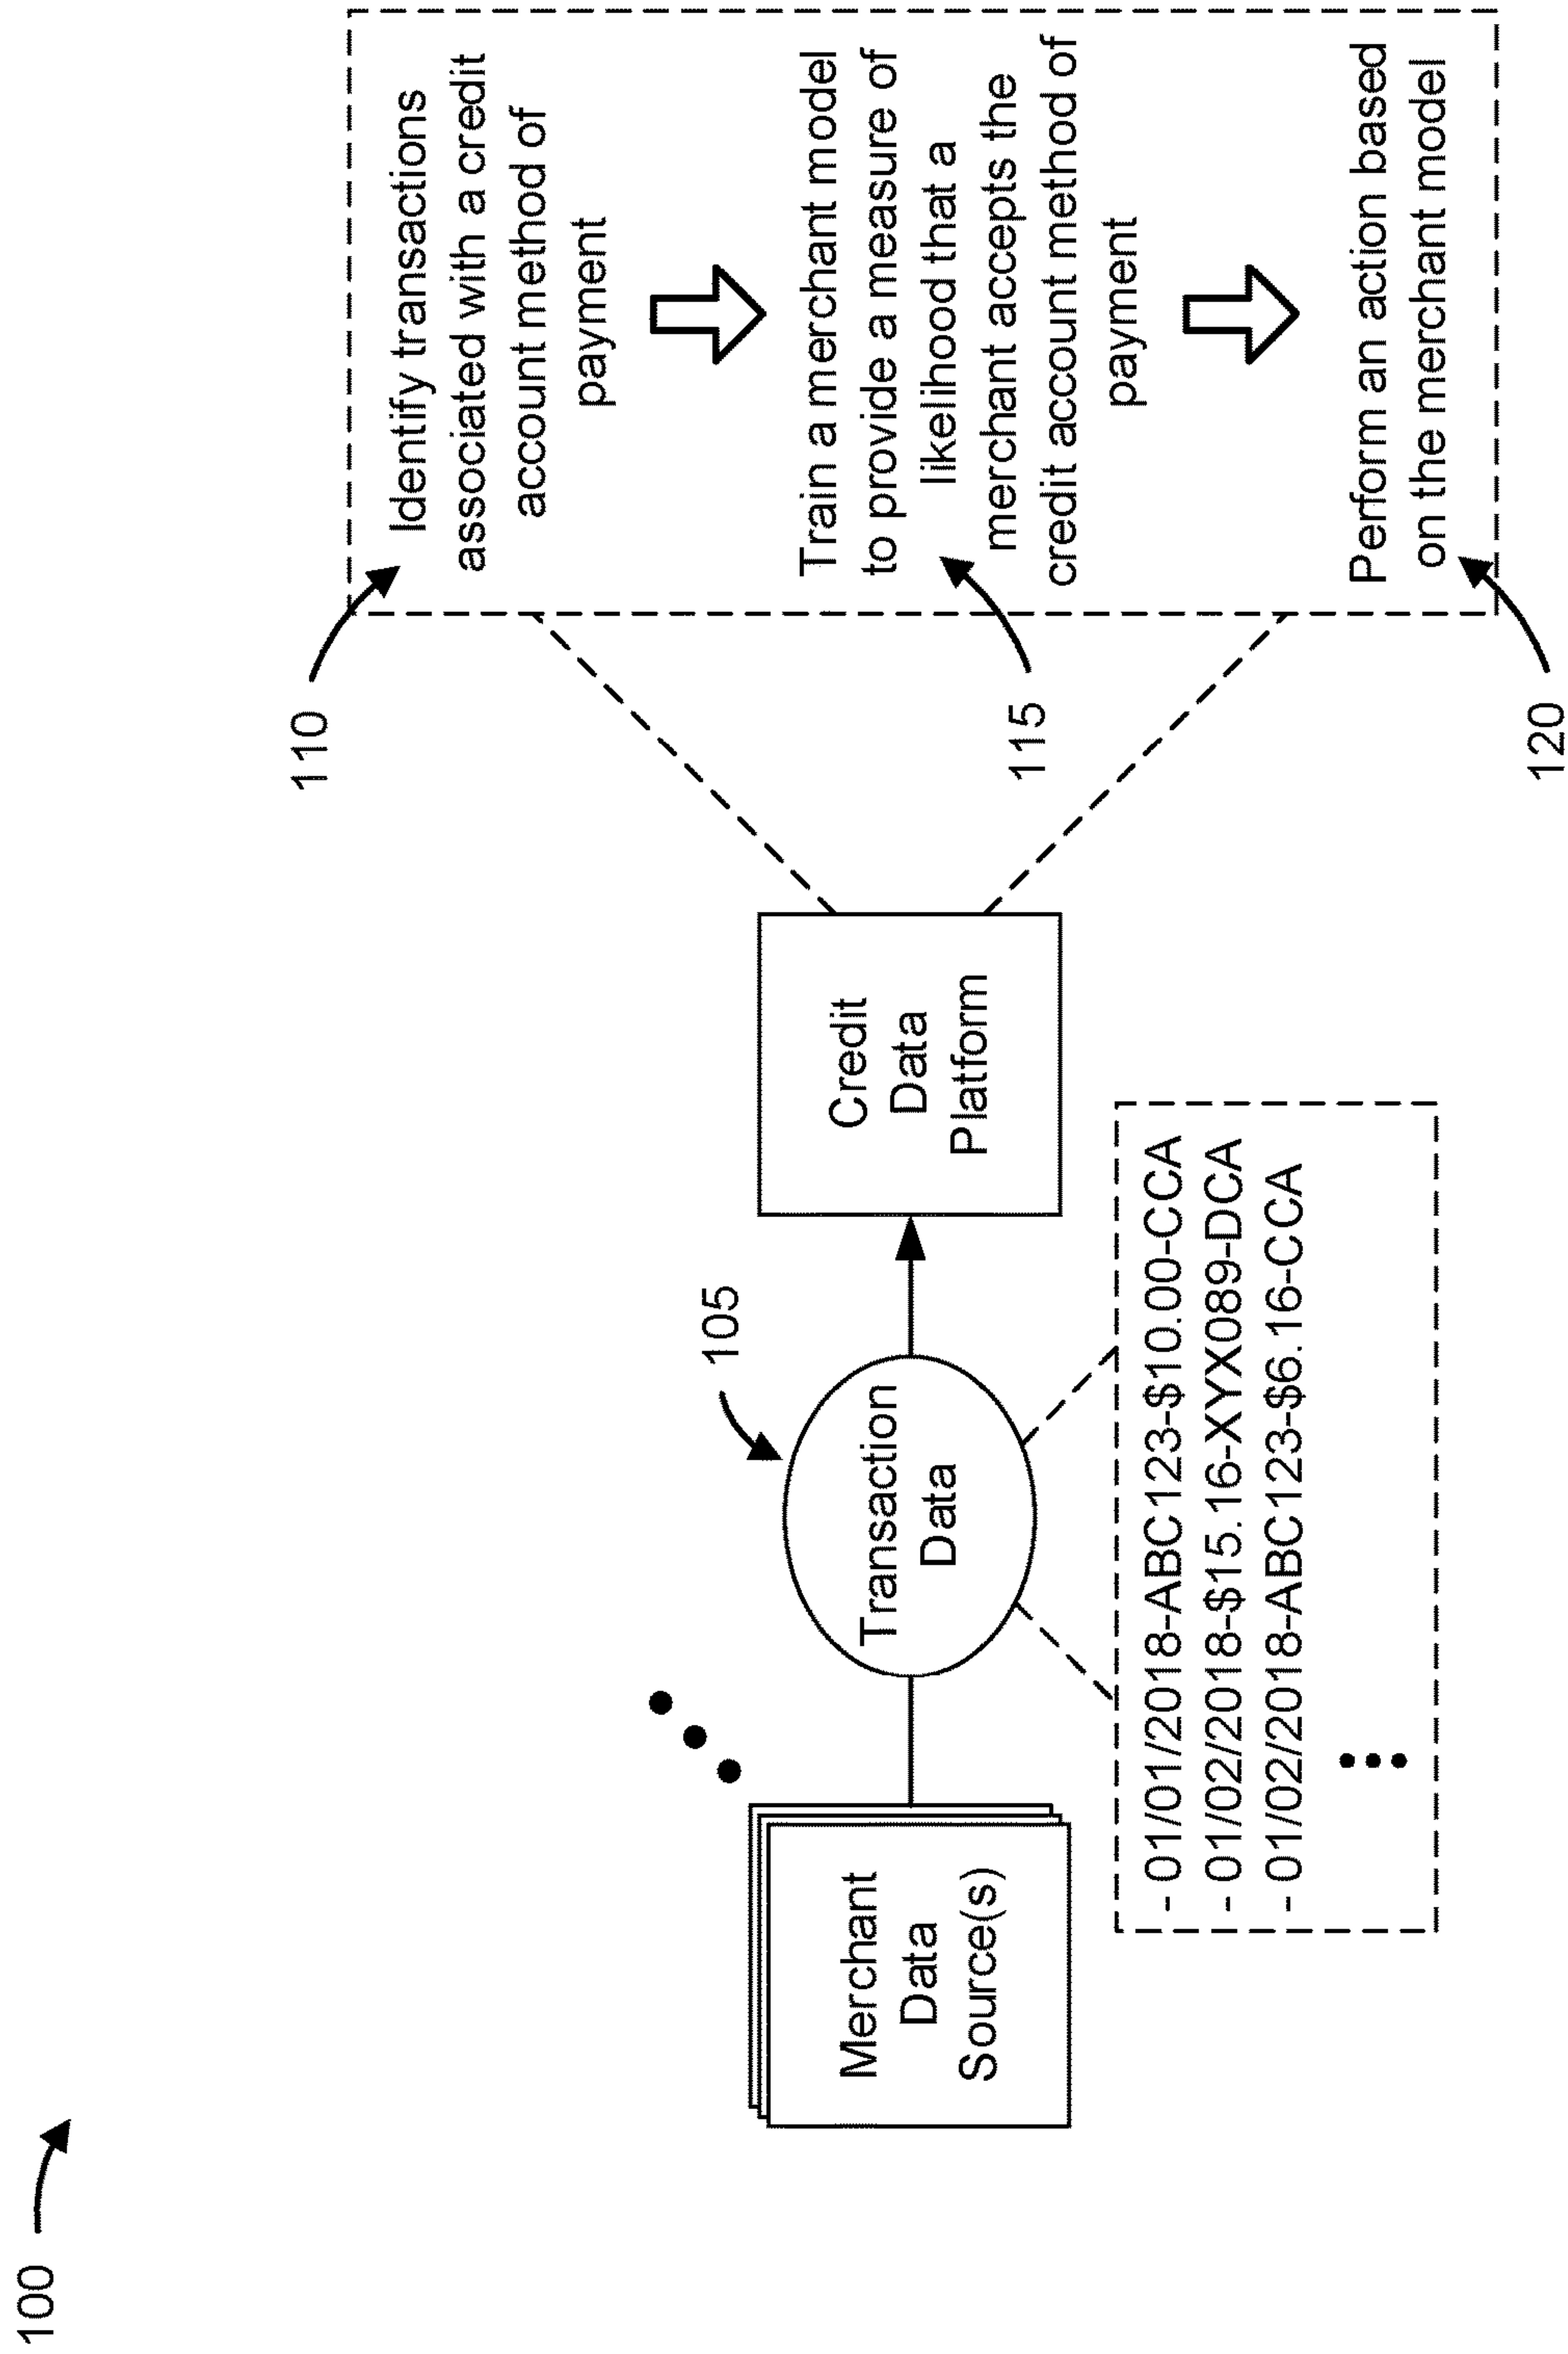 100
Merchant
Data
Source(s)
105
Transaction
Data
- 01/01/2018-ABC123-$10.00-CCA
- 01/02/2018-$15.16-XYX089-DCA
- 01/02/2018-ABC123-$6.16-CCA
Credit
Data
Platform
110
Identify transactions
associated with a credit
account method of
payment
115
Train a merchant model
to provide a measure of
likelihood that a
merchant accepts the
credit account method of
payment
120
Perform an action based
on the merchant model